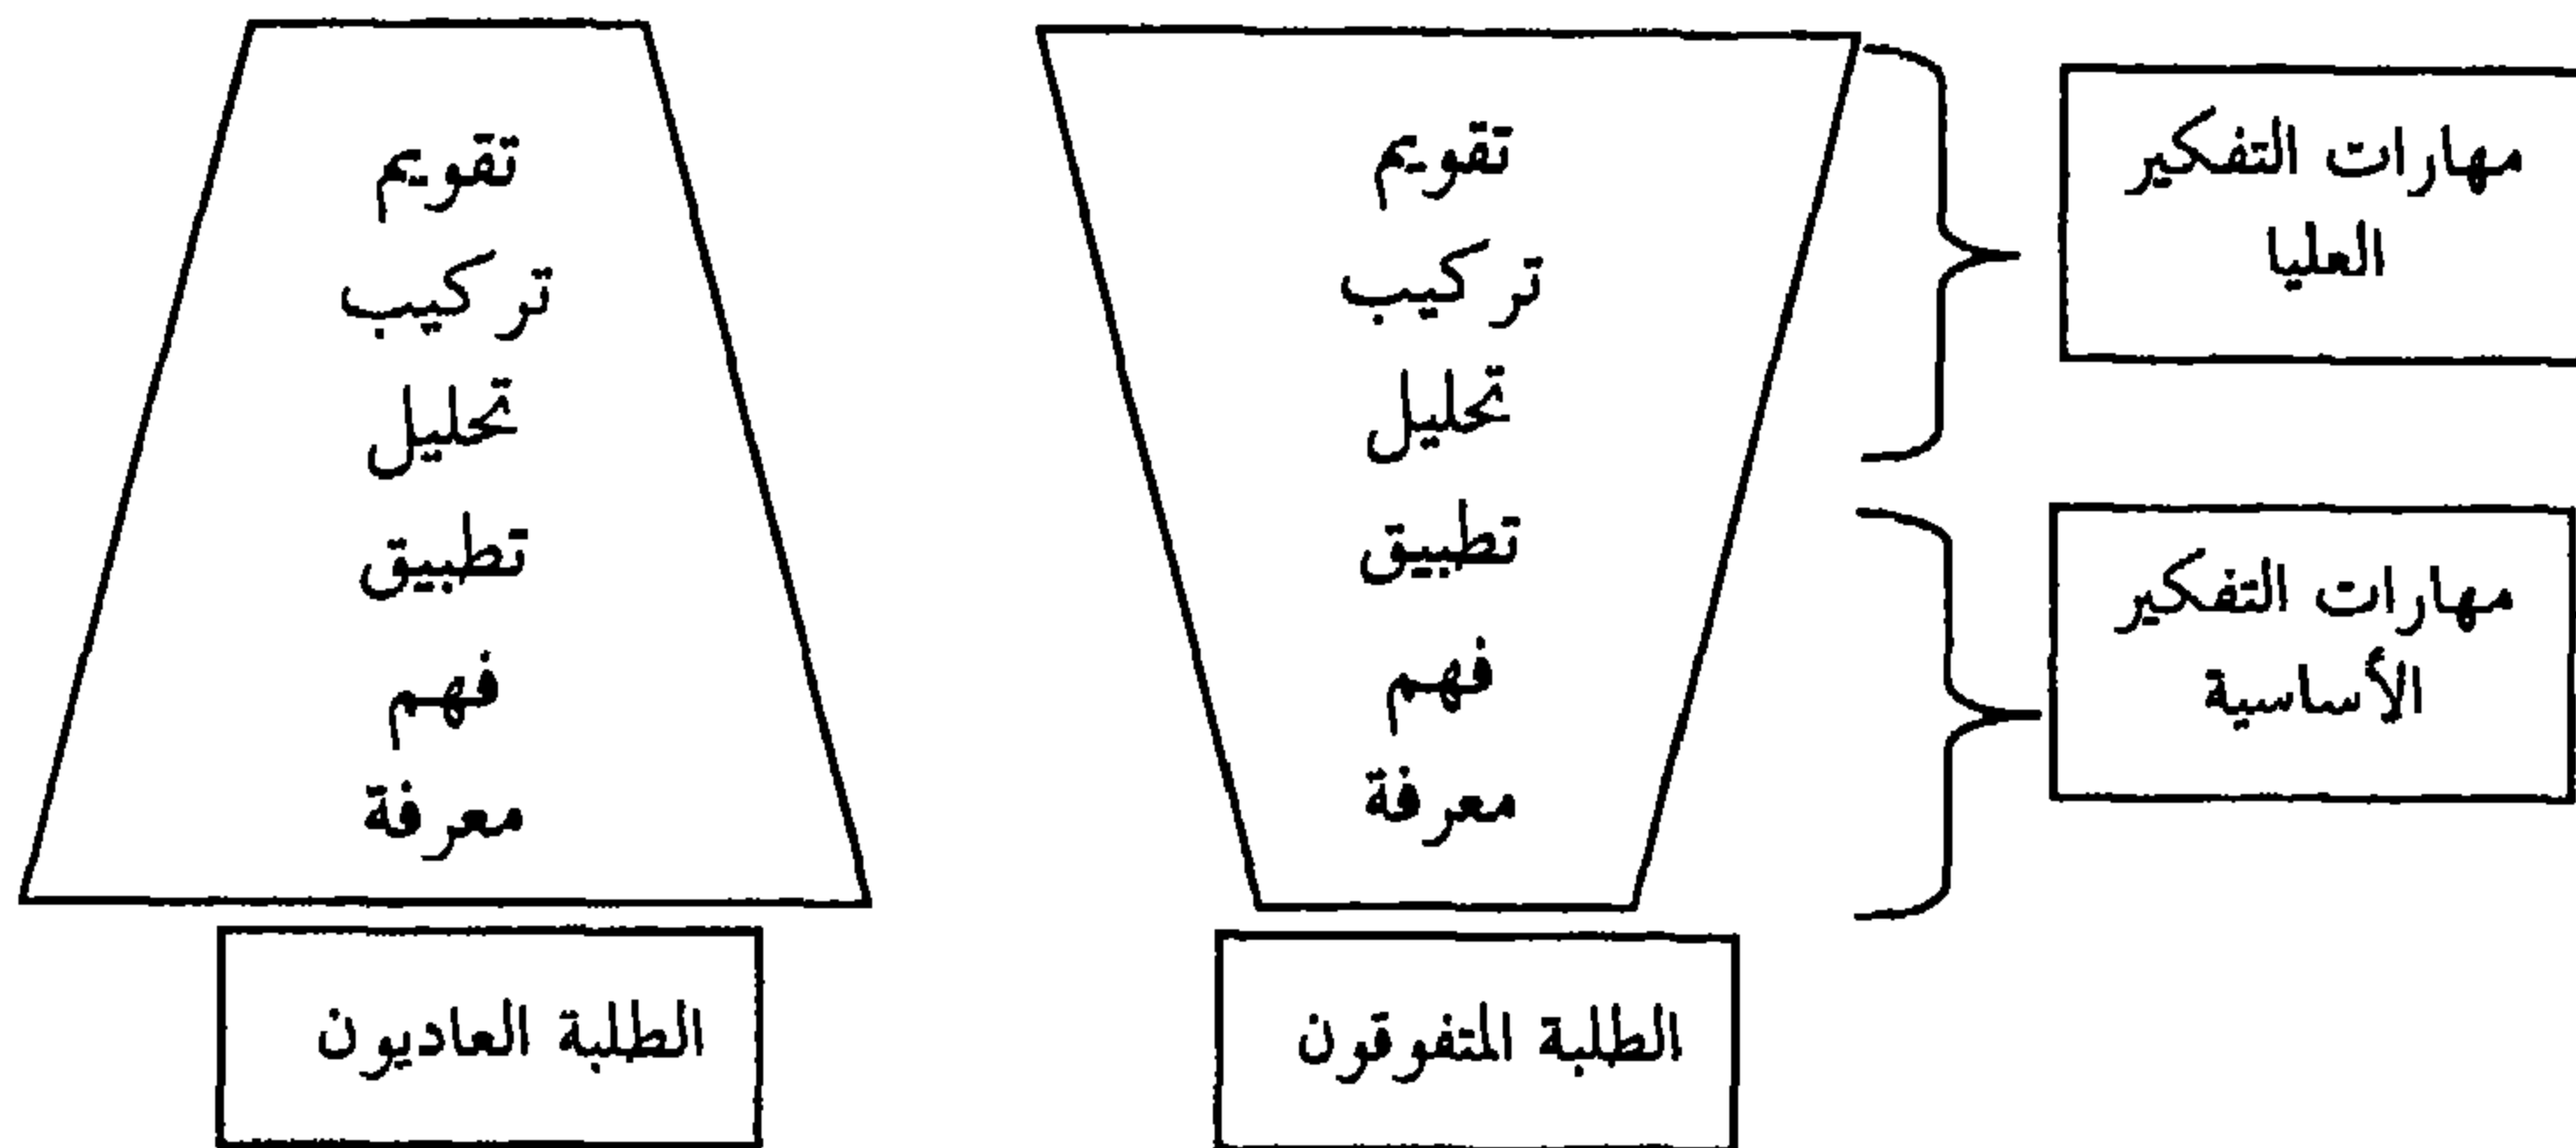 تقويم
تركيب
تحليل
تطبيق
فهم
معرفة
الطلبة المتفوقون
مهارات التفكير
العليا
مهارات التفكير
الأساسية
تقويم
تركيب
تحليل
تطبيق
فهم
معرفة
الطلبة العاديون